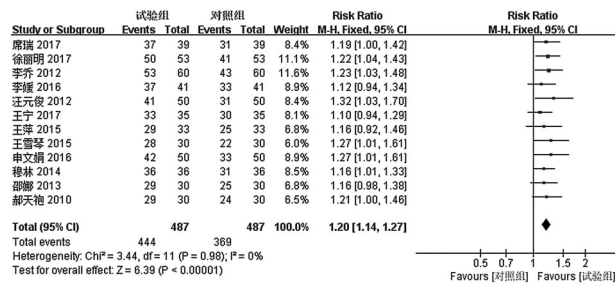 试验组 对照组 Risk Ratio Risk Ratio
Study or Subgroup Events Total Events Total Weight M-H, Fixed, 95% CI M-H, Fixed, 95% CI
席瑞 2017 37 39 31 39 8.4% 1.19 [1.00, 1.42]
徐丽明 2017 50 53 41 53 11.1% 1.22 [1.04, 1.43]
李乔 2012 53 60 43 60 11.7% 1.23 [1.03, 1.48]
李媛 2016 37 41 33 41 8.9% 1.12 [0.94, 1.34]
汪元俊 2012 41 50 31 50 8.4% 1.32 [1.03, 1.70]
王宁 2017 33 35 30 35 8.1% 1.10 [0.94, 1.29]
王萍 2015 29 33 25 33 6.8% 1.16 [0.92, 1.46]
王雪琴 2015 28 30 22 30 6.0% 1.27 [1.01, 1.61]
申文娟 2016 42 50 33 50 8.9% 1.27 [1.01, 1.61]
穆林 2014 36 36 31 36 8.5% 1.16 [1.01, 1.33]
邵娜 2013 29 30 25 30 6.8% 1.16 [0.98, 1.38]
郝天袍 2010 29 30 24 30 6.5% 1.21 [1.00, 1.46]
Total (95% CI) 487 487 100.0% 1.20 [1.14, 1.27]
Total events 444 369
Heterogeneity: Chi² = 3.44, df = 11 (P = 0.98); I² = 0%
Test for overall effect: Z = 6.39 (P < 0.00001)
0.5 0.7 1 1.5 2
Favours [对照组] Favours [试验组]